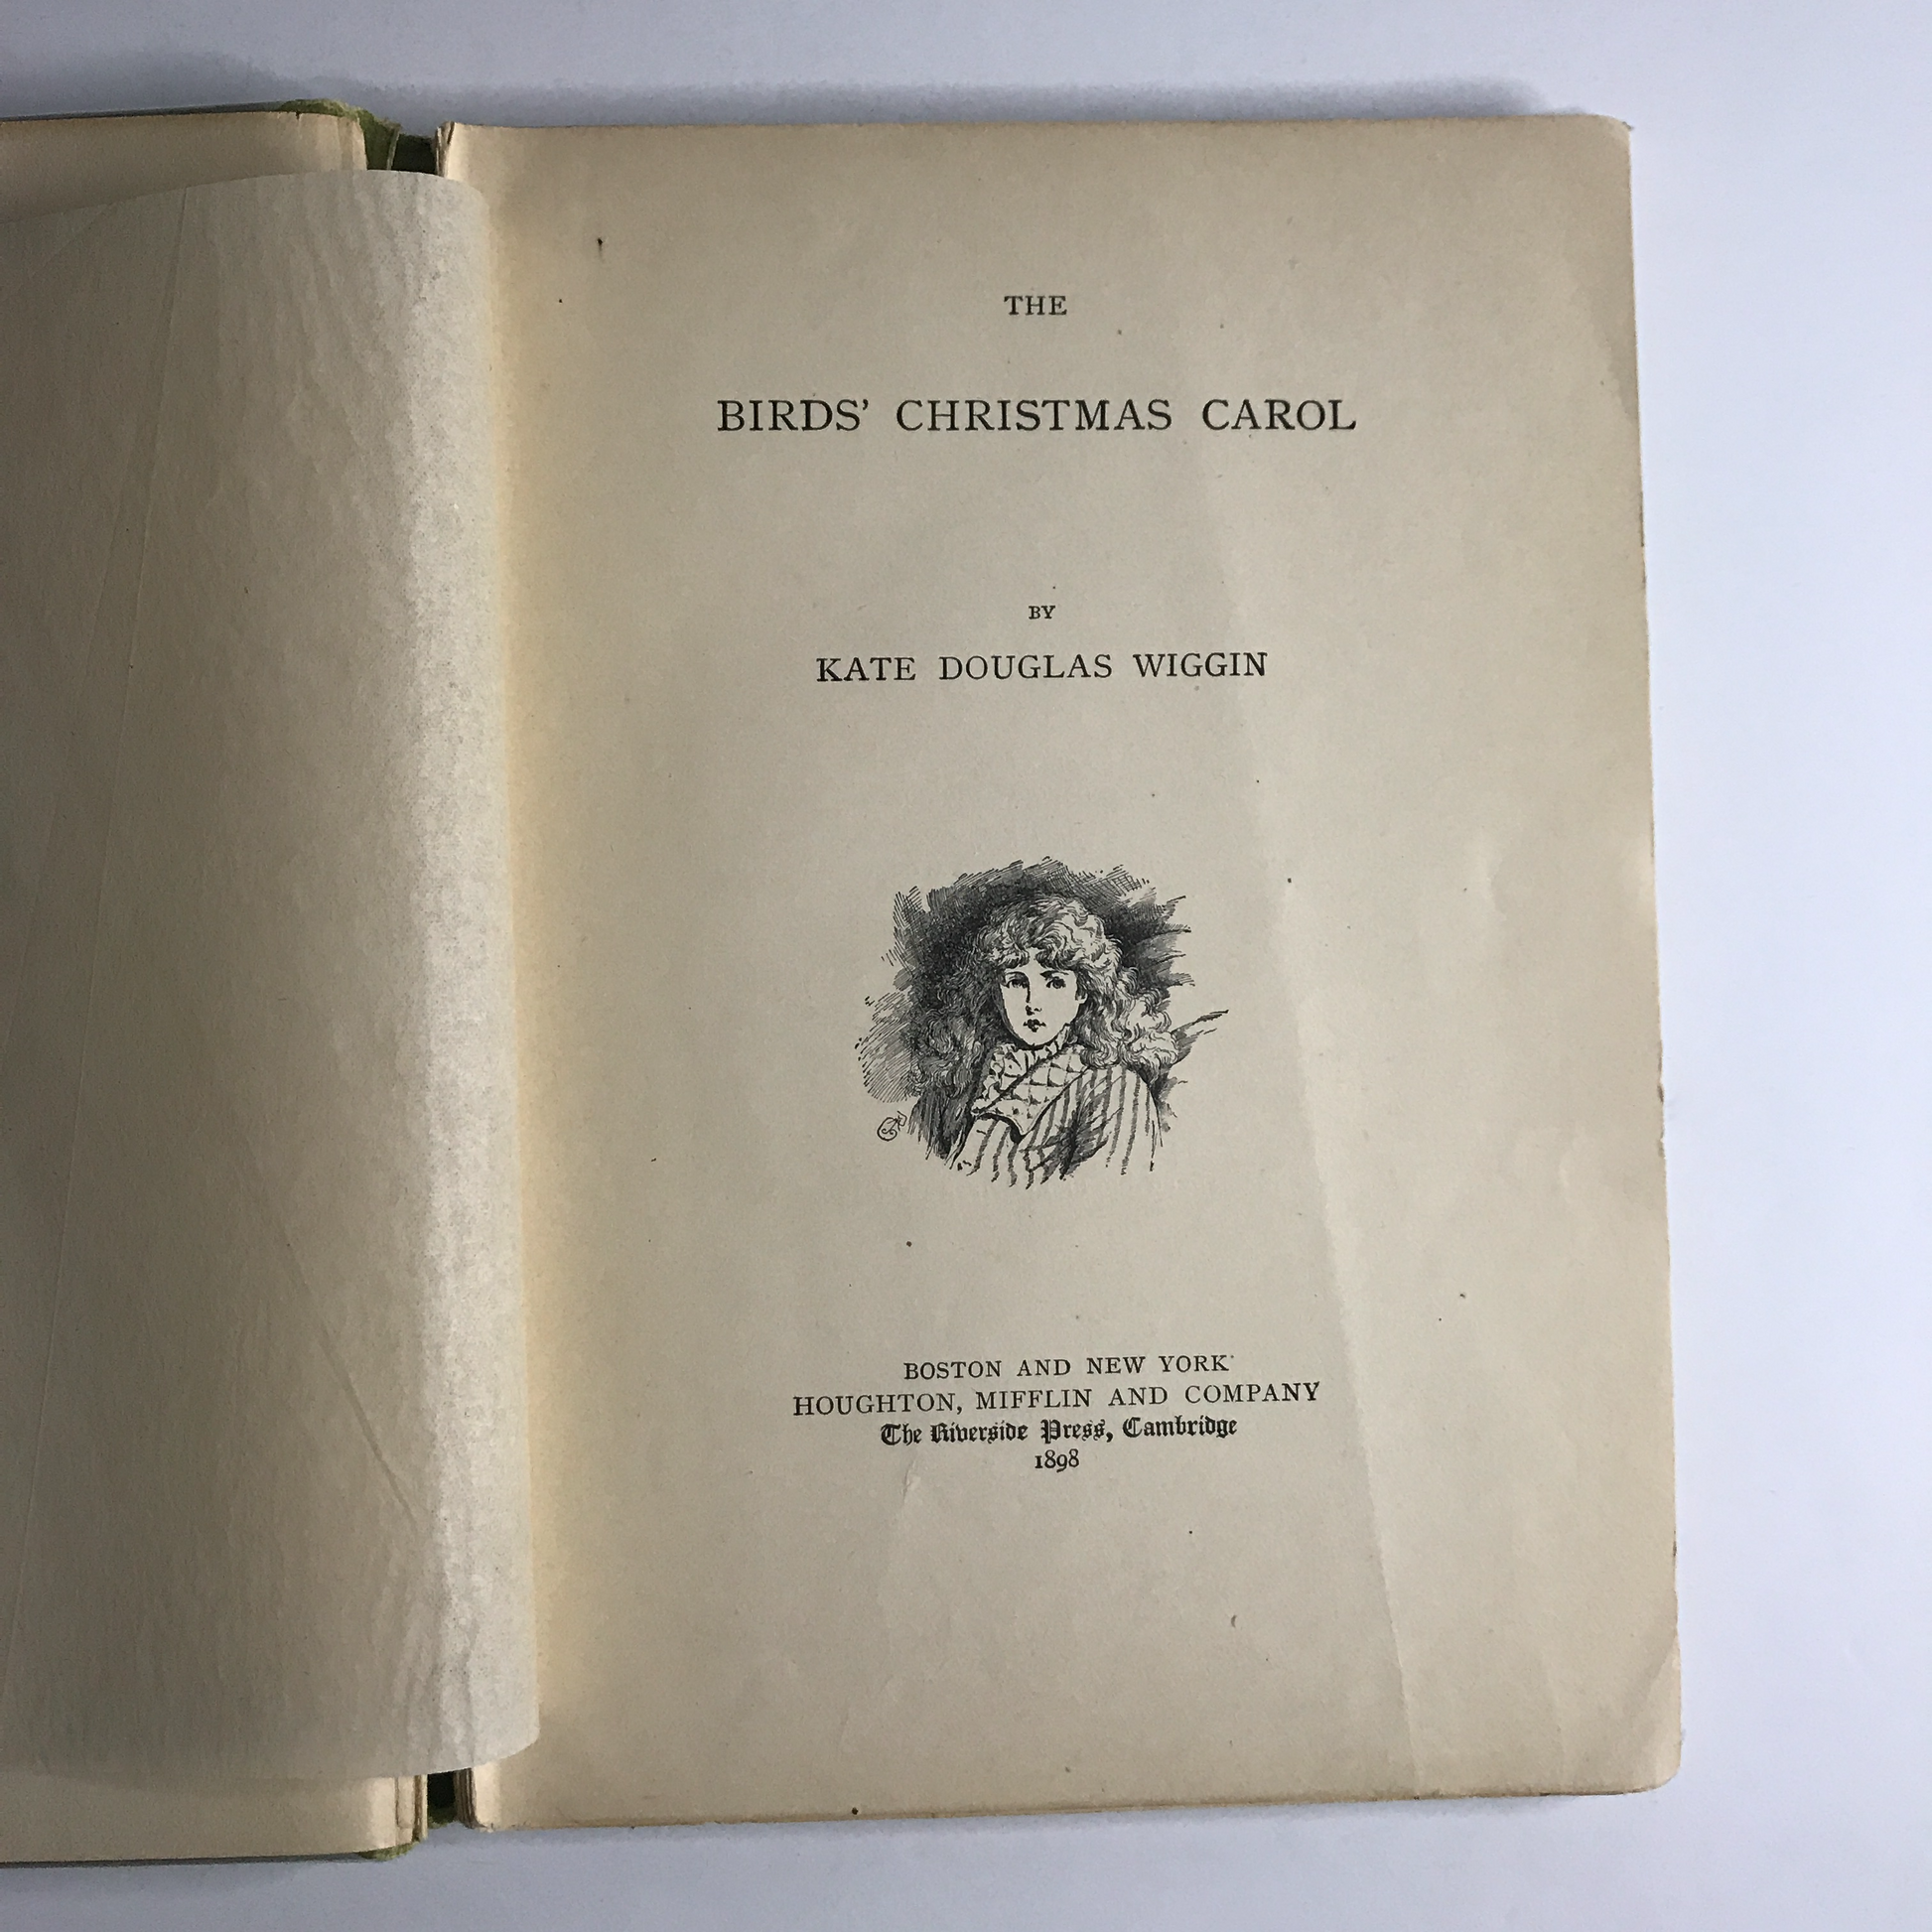 THE
BIRDS’ CHRISTMAS CAROL
BY
KATE DOUGLAS WIGGIN
BOSTON AND NEW YORK
HOUGHTON, MIFFLIN AND COMPANY
The Riverside Press, Cambridge
1898